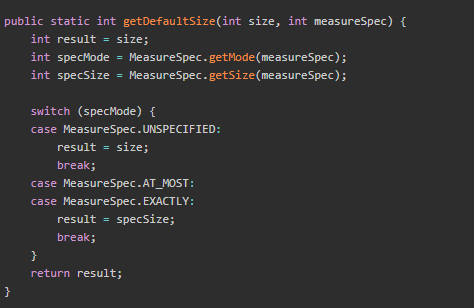 public static int getDefaultSize(int size, int measureSpec) {
    int result = size;
    int specMode = MeasureSpec.getMode(measureSpec);
    int specSize = MeasureSpec.getSize(measureSpec);

    switch (specMode) {
    case MeasureSpec.UNSPECIFIED:
        result = size;
        break;
    case MeasureSpec.AT_MOST:
    case MeasureSpec.EXACTLY:
        result = specSize;
        break;
    }
    return result;
}